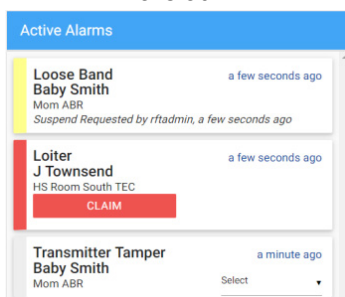 Active Alarms
Loose Band a few seconds ago
Baby Smith
Mom ABR
Suspend Requested by rftadmin, a few seconds ago
Loiter a few seconds ago
J Townsend
HS Room South TEC
CLAIM
Transmitter Tamper a minute ago
Baby Smith
Mom ABR Select